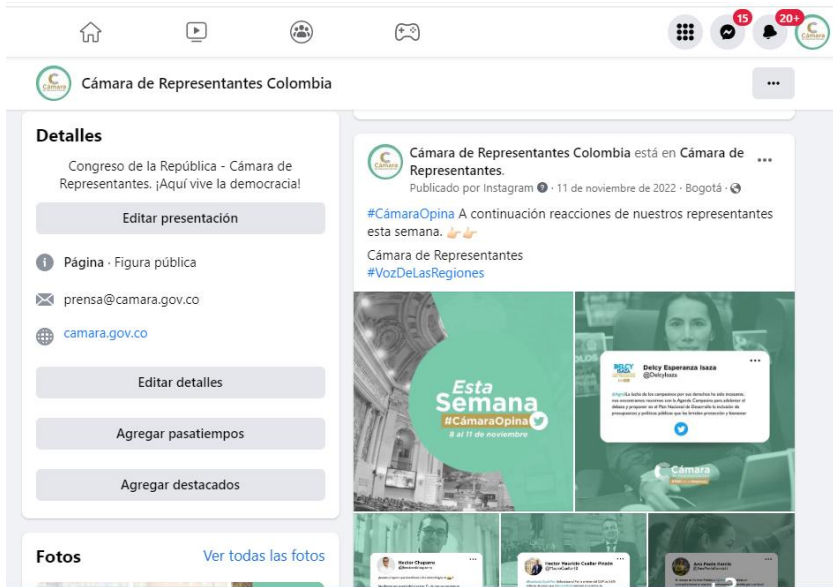 15
20+
Cámara de Representantes Colombia
Detalles
Congreso de la República - Cámara de
Representantes. ¡Aquí vive la democracia!
Editar presentación
Página · Figura pública
prensa@camara.gov.co
camara.gov.co
Editar detalles
Agregar pasatiempos
Agregar destacados
Fotos
Ver todas las fotos
Cámara de Representantes Colombia está en Cámara de
Representantes.
Publicado por Instagram · 11 de noviembre de 2022 · Bogotá ·
#CámaraOpina A continuación reacciones de nuestros representantes
esta semana. 👉🏻👉🏻
Cámara de Representantes
#VozDeLasRegiones
Esta
Semana
#CámaraOpina
8 al 11 de noviembre
DELCY
ISAZA
Delcy Esperanza Isaza
@DelcyIsaza
Cámara
Hector Chaparro
Hector Mauricio Cuellar Pinzón
Ana Paola García